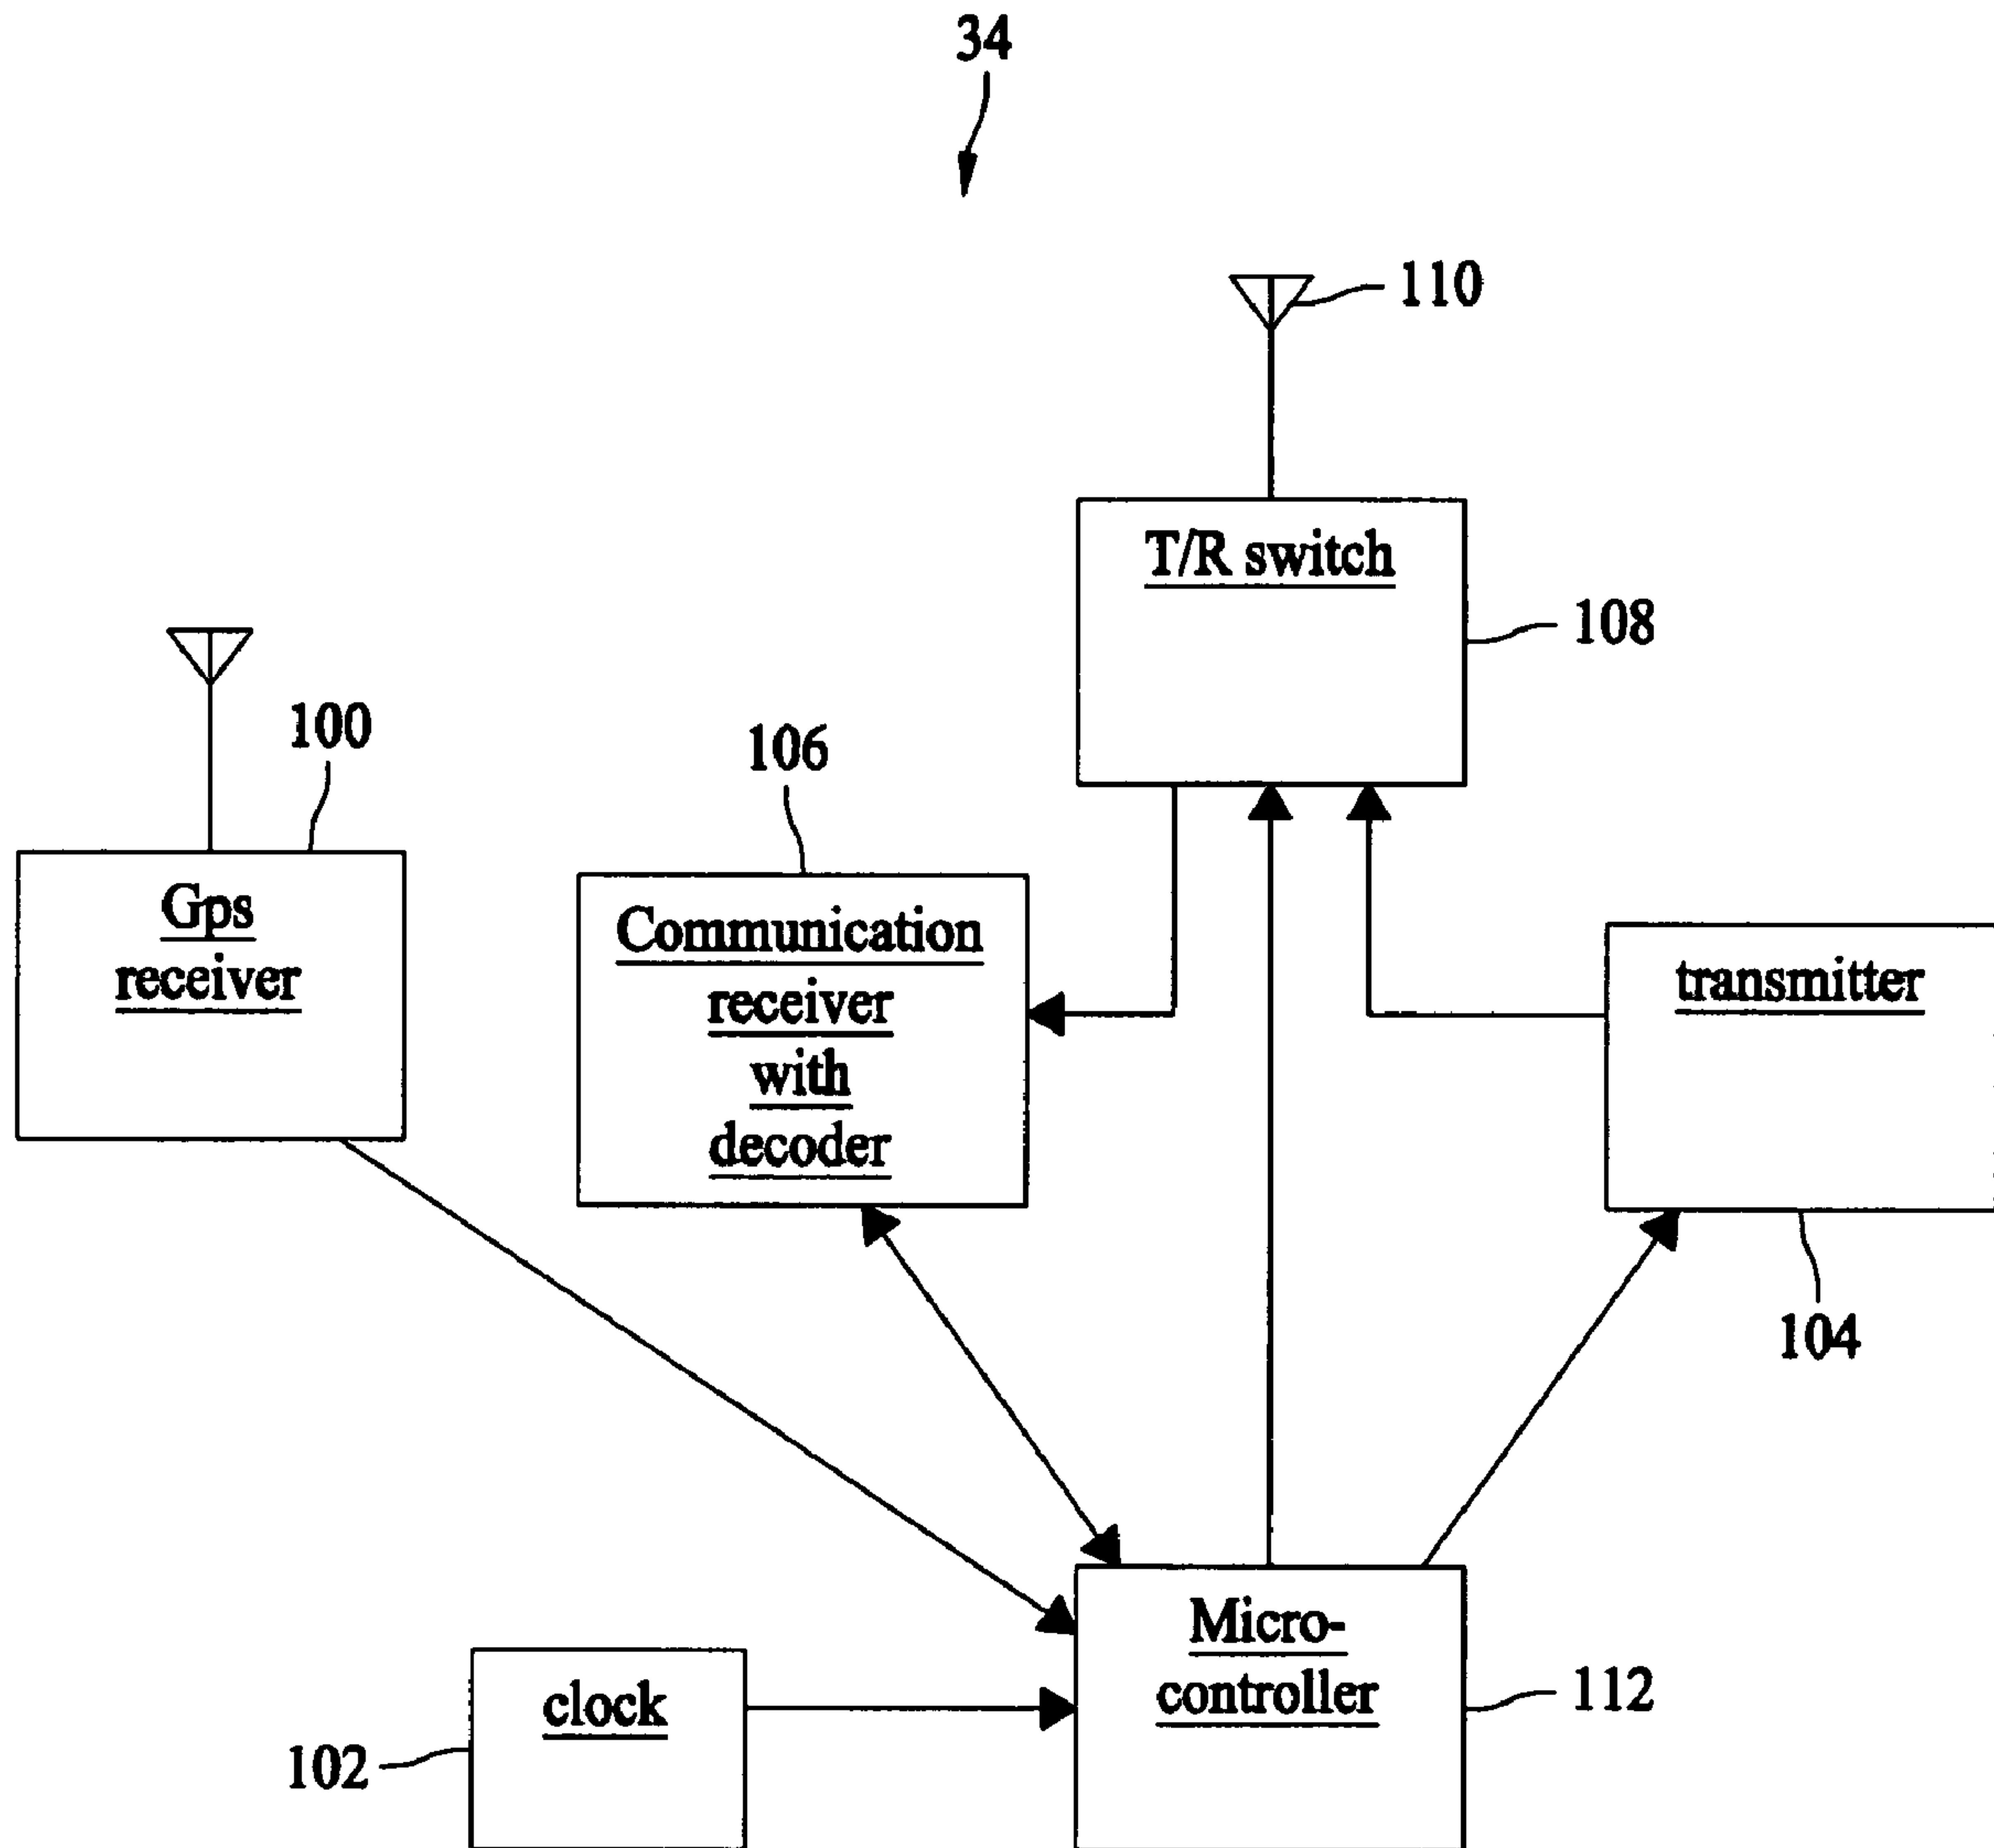 34
110
T/R switch
108
100
106
Gps
receiver
Communication
receiver
with
decoder
transmitter
104
Micro-
controller
112
clock
102